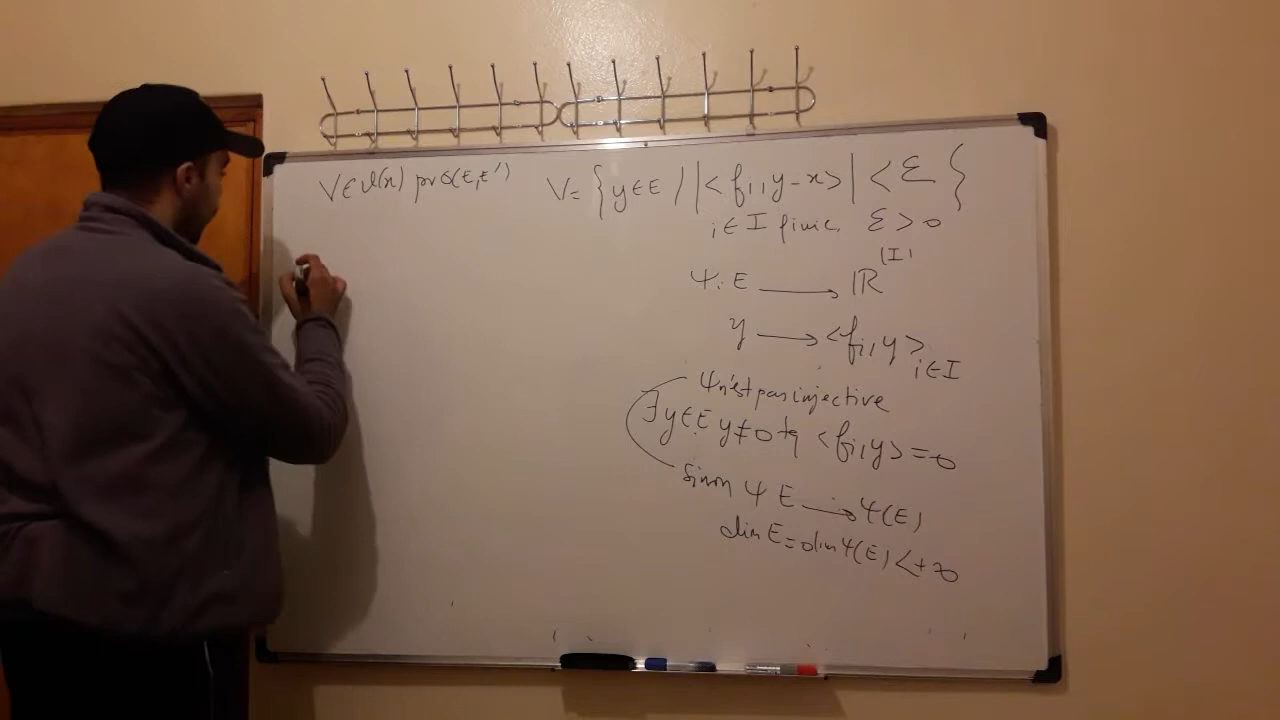 V∈𝒱(x) pr σ(E,E') V = {y∈E / |<fᵢ, y-x>| < Ɛ}
i∈I finie. Ɛ > 0
Ψ: E ⟶ ℝ^|I|
y ⟶ <fᵢ, y>_{i∈I}
Ψ n'est pas injective
∃ y∈E y≠0 tq <fᵢ, y> = 0
Sinon Ψ E ⟶ Ψ(E)
dim E = dim Ψ(E) < +∞